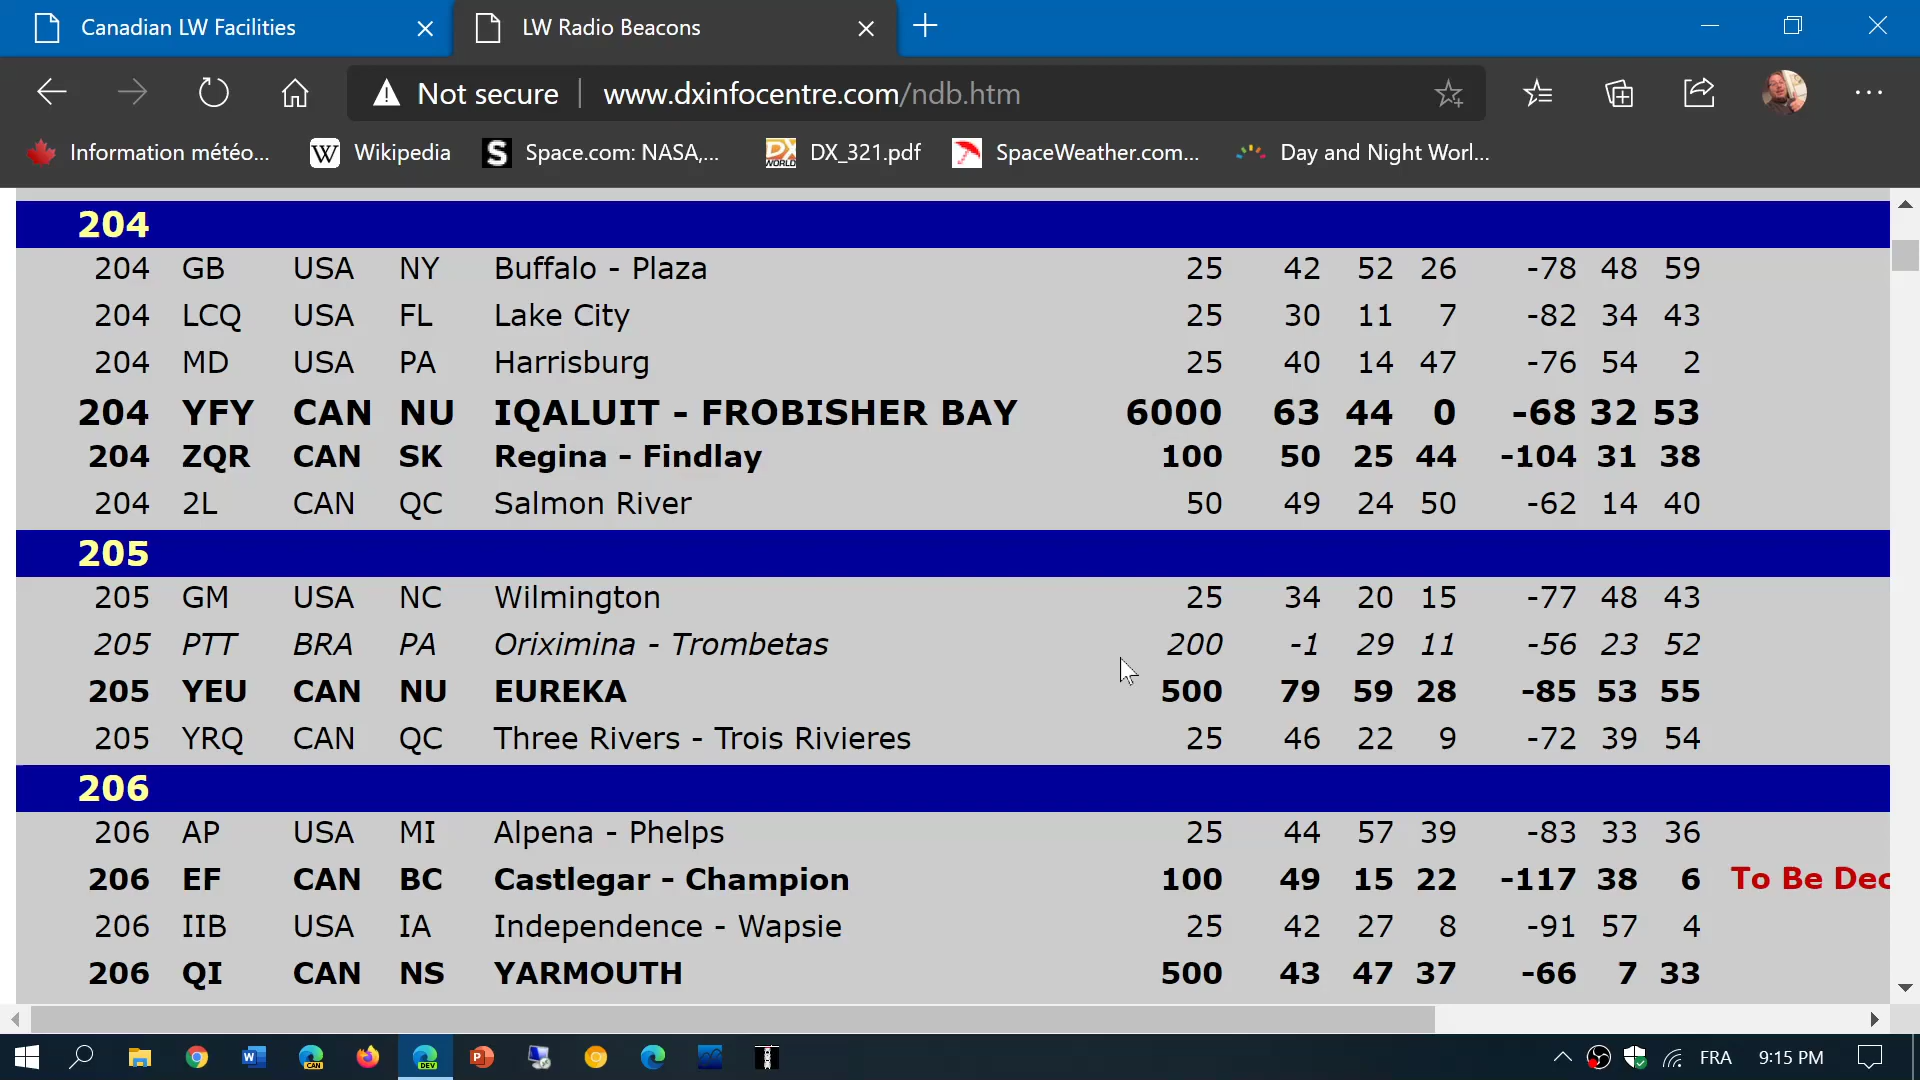 Canadian LW Facilities
LW Radio Beacons
Not secure
www.dxinfocentre.com/ndb.htm
Information météo...
W Wikipedia
S Space.com: NASA,...
DX WORLD DX_321.pdf
SpaceWeather.com...
Day and Night Worl...
204
204 GB USA NY Buffalo - Plaza 25 42 52 26 -78 48 59
204 LCQ USA FL Lake City 25 30 11 7 -82 34 43
204 MD USA PA Harrisburg 25 40 14 47 -76 54 2
204 YFY CAN NU IQALUIT - FROBISHER BAY 6000 63 44 0 -68 32 53
204 ZQR CAN SK Regina - Findlay 100 50 25 44 -104 31 38
204 2L CAN QC Salmon River 50 49 24 50 -62 14 40
205
205 GM USA NC Wilmington 25 34 20 15 -77 48 43
205 PTT BRA PA Oriximina - Trombetas 200 -1 29 11 -56 23 52
205 YEU CAN NU EUREKA 500 79 59 28 -85 53 55
205 YRQ CAN QC Three Rivers - Trois Rivieres 25 46 22 9 -72 39 54
206
206 AP USA MI Alpena - Phelps 25 44 57 39 -83 33 36
206 EF CAN BC Castlegar - Champion 100 49 15 22 -117 38 6 To Be Dec
206 IIB USA IA Independence - Wapsie 25 42 27 8 -91 57 4
206 QI CAN NS YARMOUTH 500 43 47 37 -66 7 33
W
CAN
DEV
P
FRA
9:15 PM